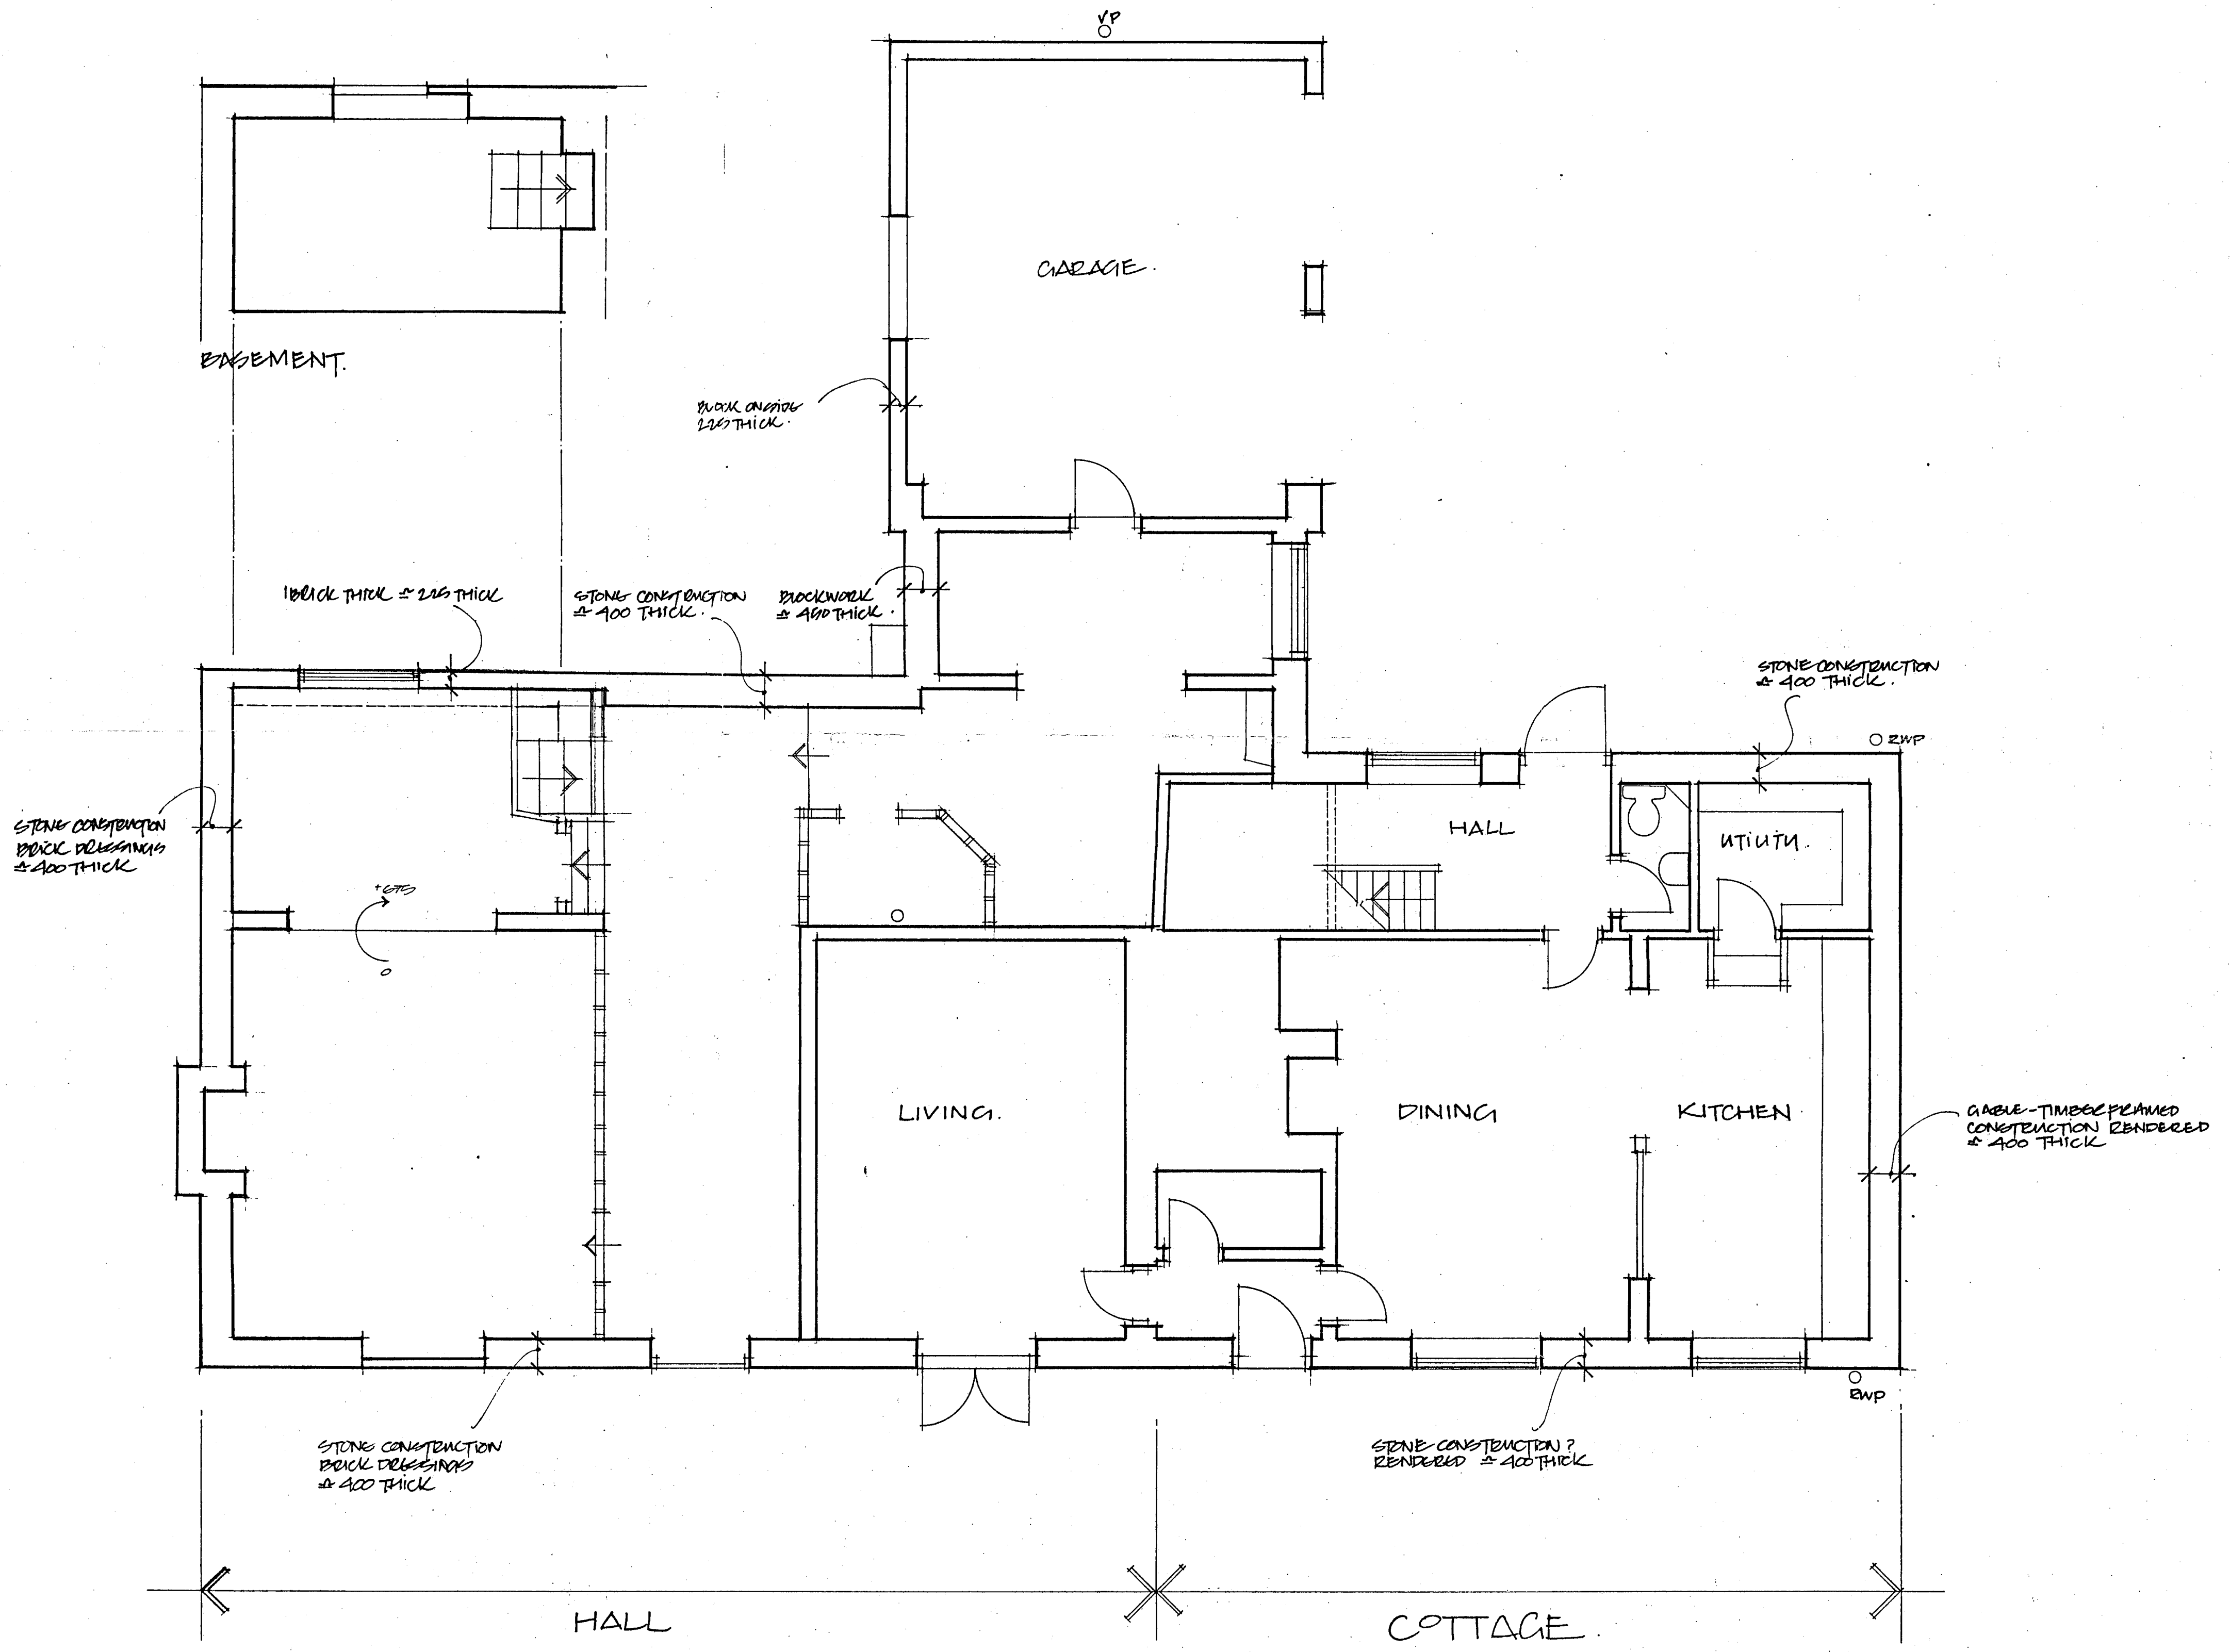 VP
GARAGE.
BASEMENT.
BLOCK ONSIDE
225 THICK.
1 BRICK THICK ≏ 225 THICK
STONE CONSTRUCTION
≏ 400 THICK.
BLOCKWORK
≏ 450 THICK.
STONE CONSTRUCTION
≏ 400 THICK.
RWP
STONE CONSTRUCTION
BRICK DRESSINGS
≏ 400 THICK
HALL
UTILITY.
+675
0
LIVING.
DINING
KITCHEN
GABLE-TIMBER FRAMED
CONSTRUCTION RENDERED
≏ 400 THICK
RWP
STONE CONSTRUCTION
BRICK DRESSINGS
≏ 400 THICK
STONE CONSTRUCTION?
RENDERED ≏ 400 THICK
HALL
COTTAGE.